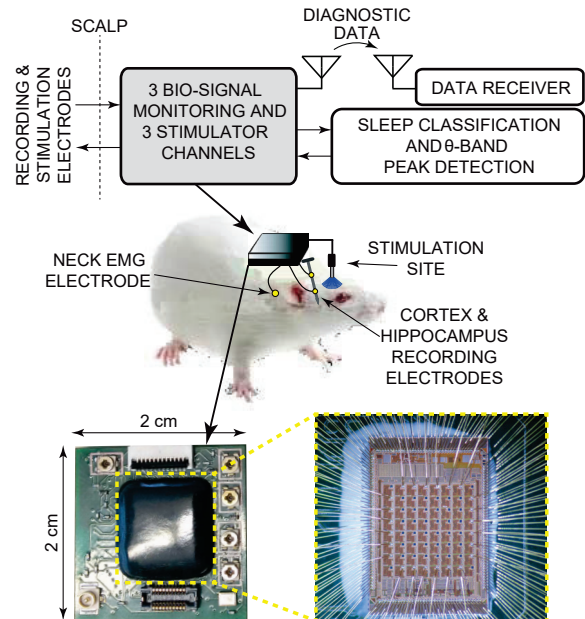 SCALP
DIAGNOSTIC
DATA
RECORDING &
STIMULATION
ELECTRODES
3 BIO-SIGNAL
MONITORING AND
3 STIMULATOR
CHANNELS
DATA RECEIVER
SLEEP CLASSIFICATION
AND θ-BAND
PEAK DETECTION
NECK EMG
ELECTRODE
STIMULATION
SITE
CORTEX &
HIPPOCAMPUS
RECORDING
ELECTRODES
2 cm
2 cm